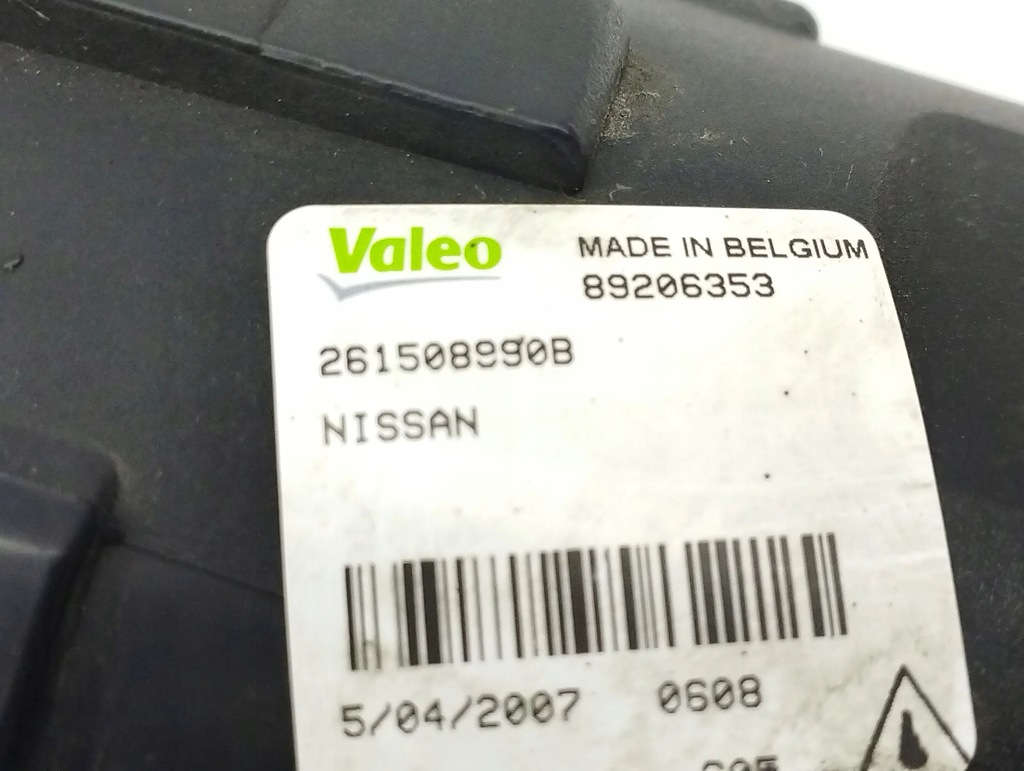 Valeo
MADE IN BELGIUM
89206353
261508990B
NISSAN
5/04/2007 0608